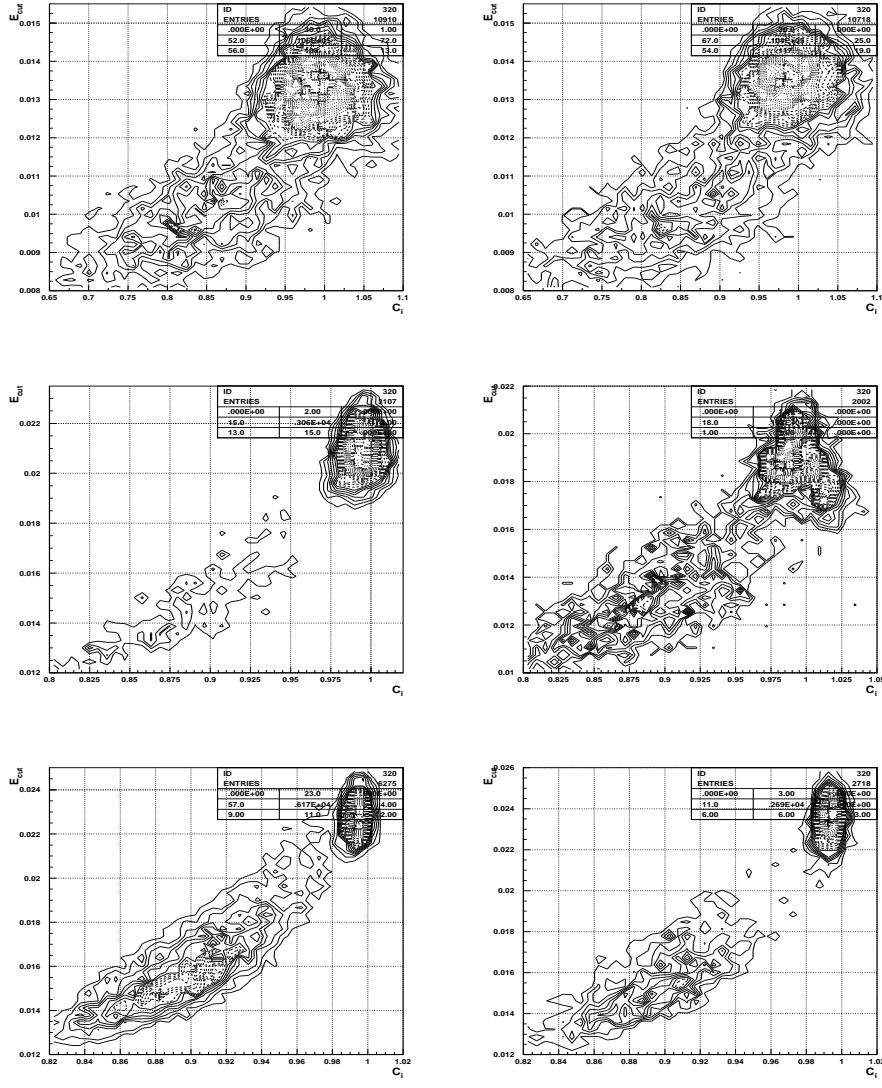 E_cut
ID 320
ENTRIES 10910
.000E+00 1.00
52.0 72.0
56.0 13.0
0.015
0.014
0.013
0.012
0.011
0.01
0.009
0.008
0.65 0.7 0.75 0.8 0.85 0.9 0.95 1 1.05 1.1
C_i
E_cut
ID 320
ENTRIES 10718
.000E+00 .000E+00
67.0 25.0
54.0 19.0
0.015
0.014
0.013
0.012
0.011
0.01
0.009
0.008
0.65 0.7 0.75 0.8 0.85 0.9 0.95 1 1.05 1.1
C_i
E_cut
ID 320
ENTRIES 3107
.000E+00 2.00
15.0 .306E+04
13.0 15.0
0.022
0.02
0.018
0.016
0.014
0.012
0.8 0.825 0.85 0.875 0.9 0.925 0.95 0.975 1
C_i
E_cut
ID 320
ENTRIES 2002
.000E+00 .000E+00
18.0 .000E+00
1.00 .000E+00
0.022
0.02
0.018
0.016
0.014
0.012
0.01
0.8 0.825 0.85 0.875 0.9 0.925 0.95 0.975 1 1.025 1.05
C_i
E_cut
ID 320
ENTRIES 6275
.000E+00 23.0
57.0 .617E+04 4.00
9.00 11.0 2.00
0.024
0.022
0.02
0.018
0.016
0.014
0.012
0.82 0.84 0.86 0.88 0.9 0.92 0.94 0.96 0.98 1 1.02
C_i
E_cut
ID 320
ENTRIES 2718
.000E+00 3.00
11.0 .269E+04
6.00 6.00 3.00
0.026
0.024
0.022
0.02
0.018
0.016
0.014
0.012
0.82 0.84 0.86 0.88 0.9 0.92 0.94 0.96 0.98 1 1.02
C_i